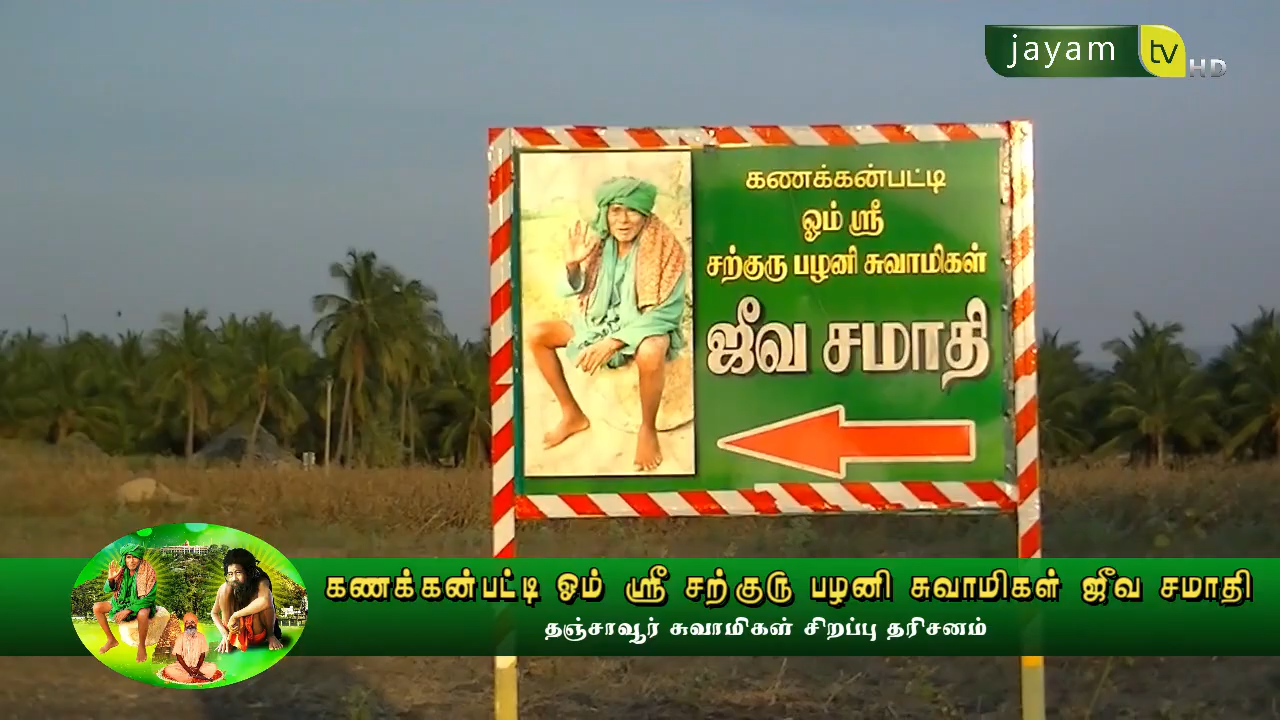 jayam tv HD
கணக்கன்பட்டி
ஓம் ஸ்ரீ
சற்குரு பழனி சுவாமிகள்
ஜீவ சமாதி
கணக்கன்பட்டி ஓம் ஸ்ரீ சற்குரு பழனி சுவாமிகள் ஜீவ சமாதி
தஞ்சாவூர் சுவாமிகள் சிறப்பு தரிசனம்